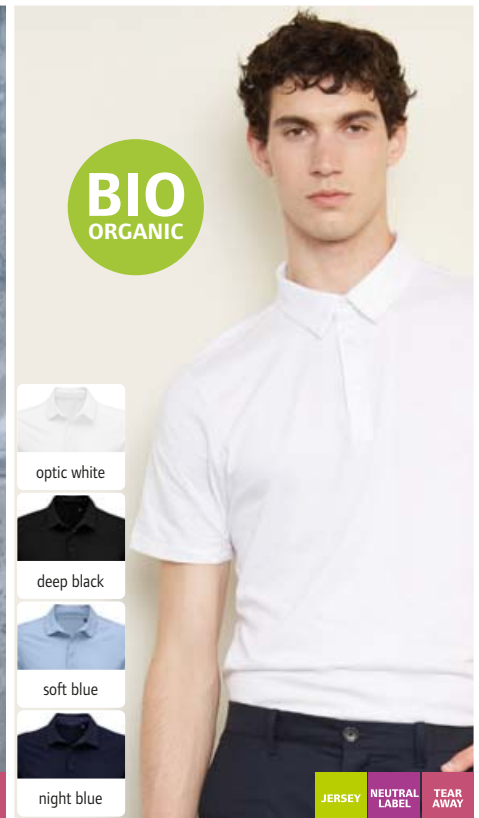 BIO
ORGANIC
optic white
deep black
soft blue
night blue
JERSEY
NEUTRAL
LABEL
TEAR
AWAY